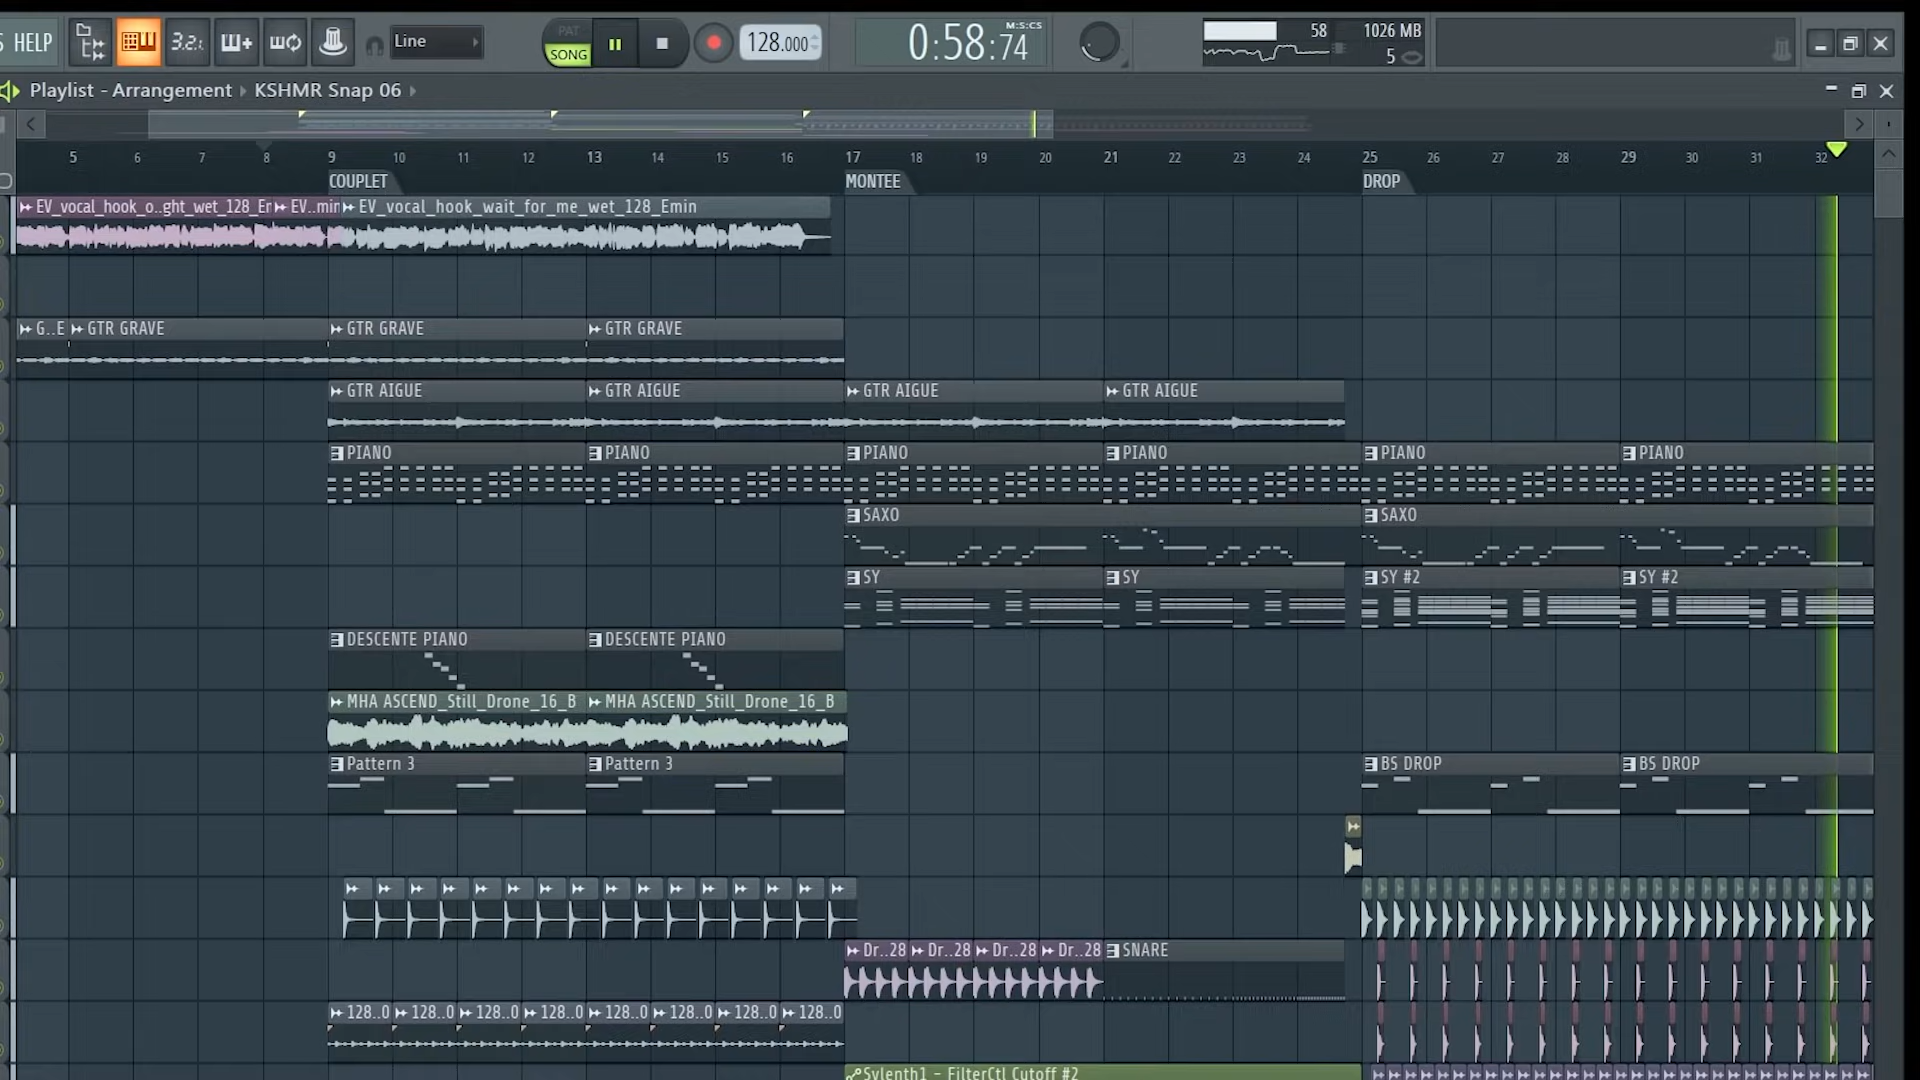 S HELP
3.2.
Line
PAT
SONG
128.000
0:58:74
M:S:CS
58
1026 MB
5
Playlist - Arrangement
KSHMR Snap 06
5 6 7 8 9 10 11 12 13 14 15 16 17 18 19 20 21 22 23 24 25 26 27 28 29 30 31 32
COUPLET MONTEE DROP
EV_vocal_hook_o..ght_wet_128_Er EV..min EV_vocal_hook_wait_for_me_wet_128_Emin
G..E GTR GRAVE GTR GRAVE GTR GRAVE
GTR AIGUE GTR AIGUE GTR AIGUE GTR AIGUE
PIANO PIANO PIANO PIANO PIANO PIANO
SAXO SAXO
SY SY SY #2 SY #2
DESCENTE PIANO DESCENTE PIANO
MHA ASCEND_Still_Drone_16_B MHA ASCEND_Still_Drone_16_B
Pattern 3 Pattern 3 BS DROP BS DROP
Dr..28 Dr..28 Dr..28 Dr..28 SNARE
128..0 128..0 128..0 128..0 128..0 128..0 128..0 128..0
Sylenth1 - FilterCtl Cutoff #2